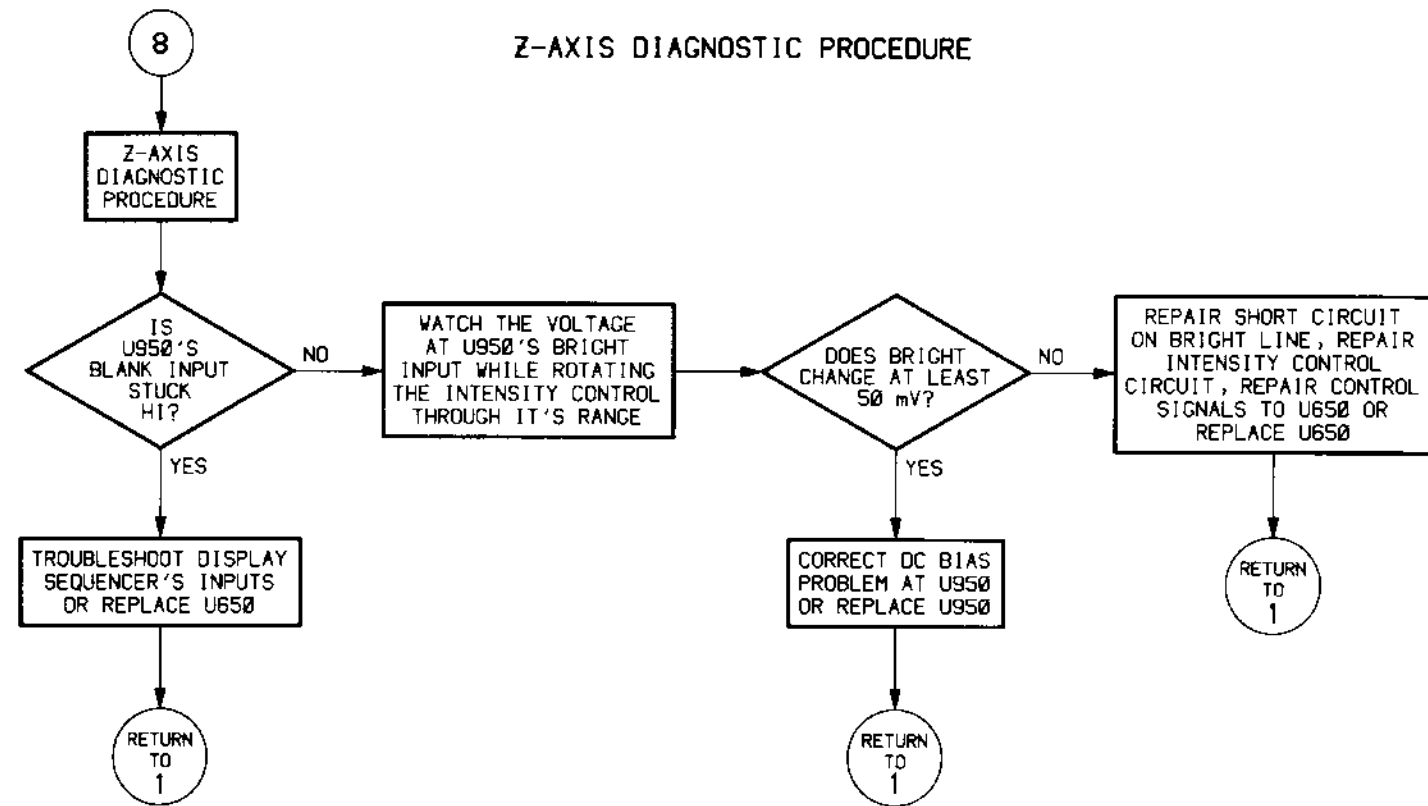 8
Z-AXIS DIAGNOSTIC PROCEDURE
Z-AXIS
DIAGNOSTIC
PROCEDURE
IS
U950'S
BLANK INPUT
STUCK
HI?
NO
YES
WATCH THE VOLTAGE
AT U950'S BRIGHT
INPUT WHILE ROTATING
THE INTENSITY CONTROL
THROUGH IT'S RANGE
DOES BRIGHT
CHANGE AT LEAST
50 mV?
NO
YES
REPAIR SHORT CIRCUIT
ON BRIGHT LINE, REPAIR
INTENSITY CONTROL
CIRCUIT, REPAIR CONTROL
SIGNALS TO U650 OR
REPLACE U650
TROUBLESHOOT DISPLAY
SEQUENCER'S INPUTS
OR REPLACE U650
CORRECT DC BIAS
PROBLEM AT U950
OR REPLACE U950
RETURN
TO
1
RETURN
TO
1
RETURN
TO
1